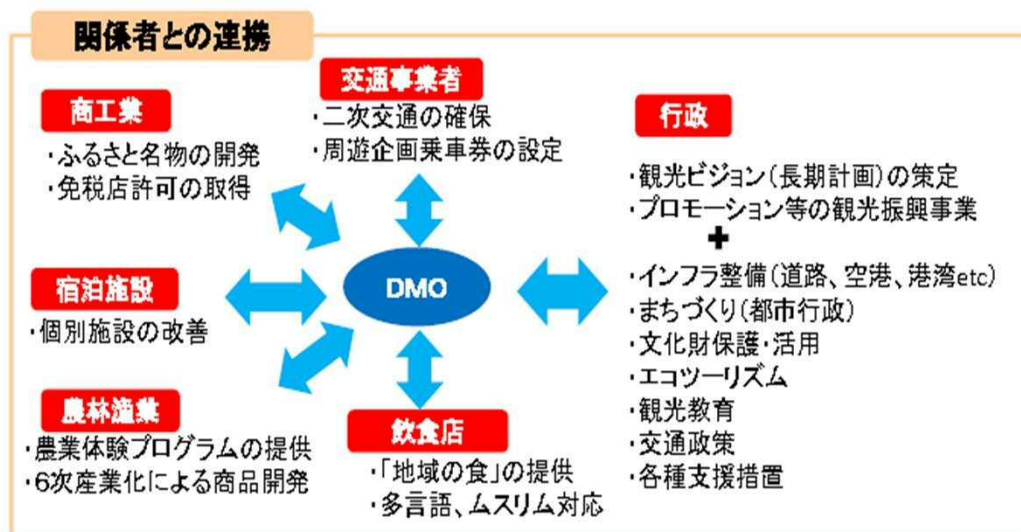 関係者との連携
商工業
・ふるさと名物の開発
・免税店許可の取得
交通事業者
・二次交通の確保
・周遊企画乗車券の設定
行政
・観光ビジョン(長期計画)の策定
・プロモーション等の観光振興事業
+
・インフラ整備(道路、空港、港湾etc)
・まちづくり(都市行政)
・文化財保護・活用
・エコツーリズム
・観光教育
・交通政策
・各種支援措置
宿泊施設
・個別施設の改善
DMO
農林漁業
・農業体験プログラムの提供
・6次産業化による商品開発
飲食店
・「地域の食」の提供
・多言語、ムスリム対応